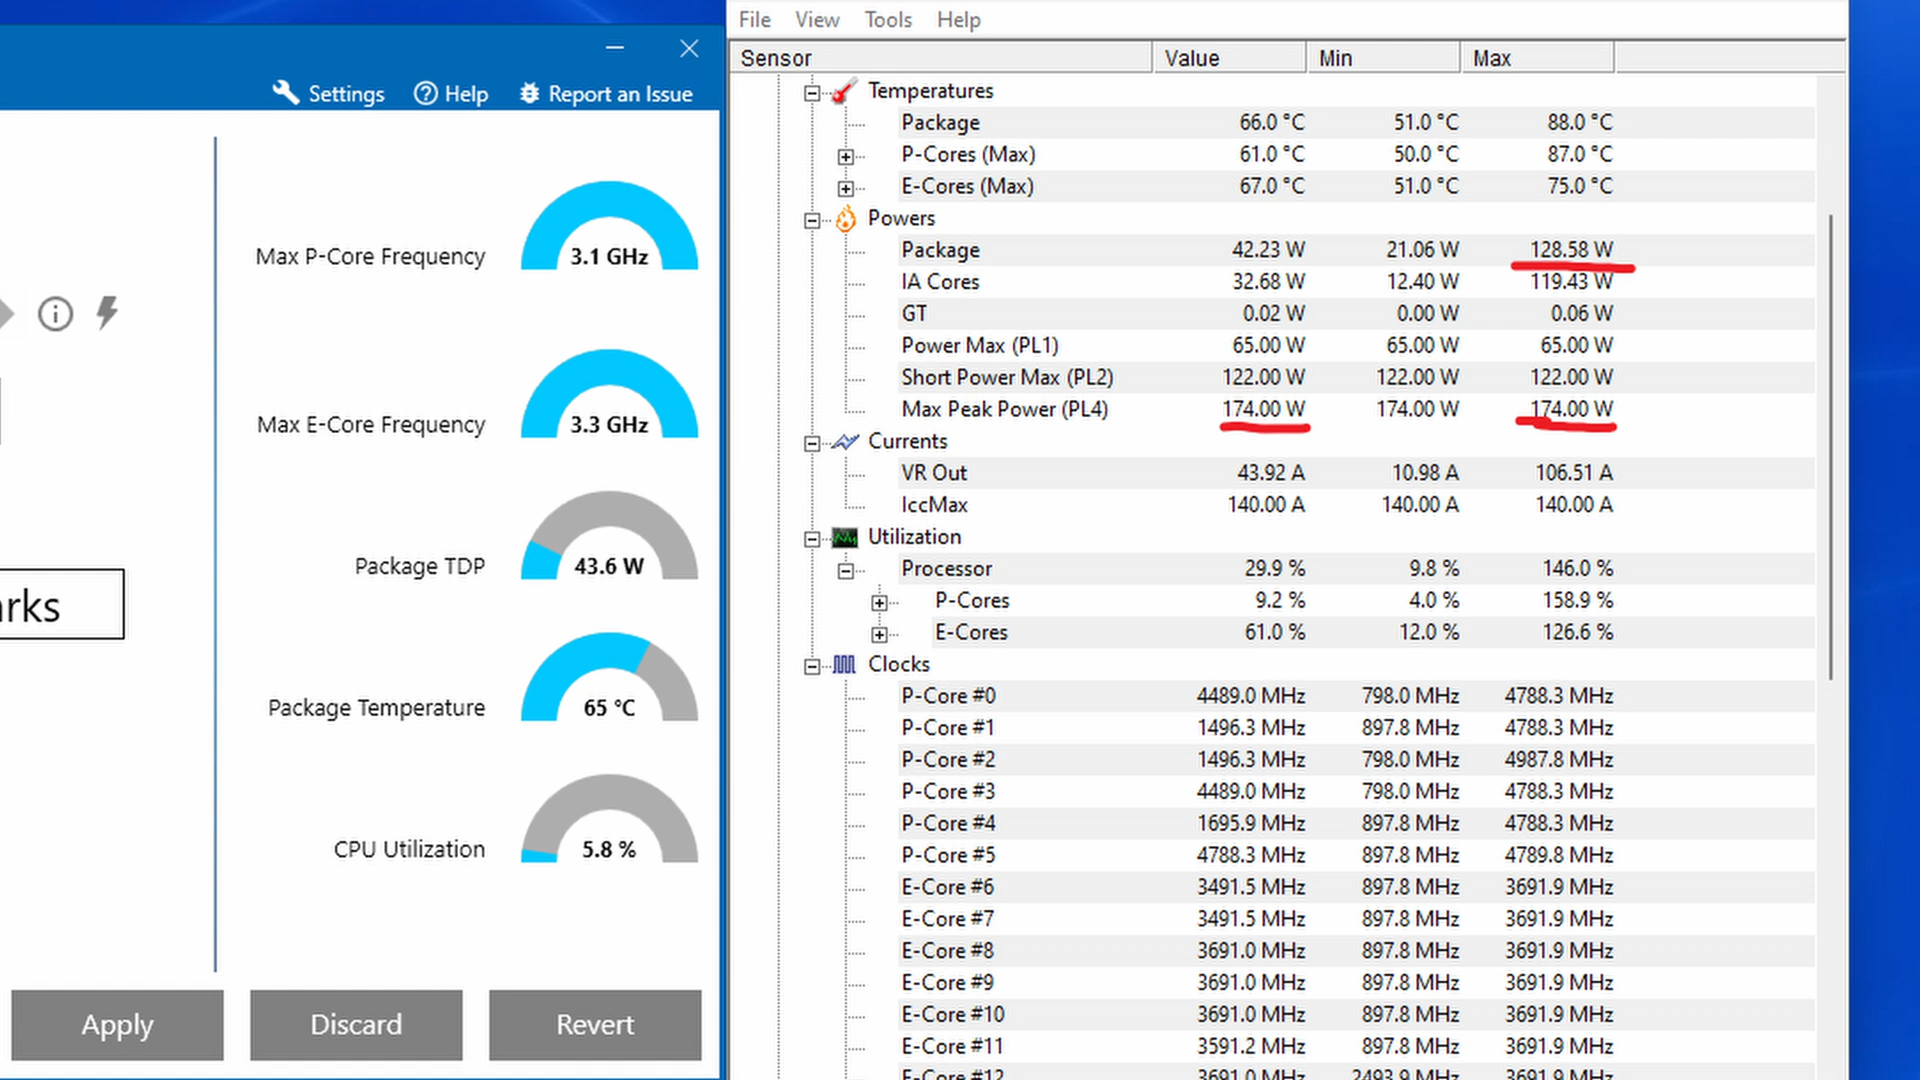 Settings Help Report an Issue
Max P-Core Frequency 3.1 GHz
Max E-Core Frequency 3.3 GHz
Package TDP 43.6 W
arks
Package Temperature 65 °C
CPU Utilization 5.8 %
Apply Discard Revert
File View Tools Help
Sensor Value Min Max
Temperatures
Package 66.0 °C 51.0 °C 88.0 °C
P-Cores (Max) 61.0 °C 50.0 °C 87.0 °C
E-Cores (Max) 67.0 °C 51.0 °C 75.0 °C
Powers
Package 42.23 W 21.06 W 128.58 W
IA Cores 32.68 W 12.40 W 119.43 W
GT 0.02 W 0.00 W 0.06 W
Power Max (PL1) 65.00 W 65.00 W 65.00 W
Short Power Max (PL2) 122.00 W 122.00 W 122.00 W
Max Peak Power (PL4) 174.00 W 174.00 W 174.00 W
Currents
VR Out 43.92 A 10.98 A 106.51 A
IccMax 140.00 A 140.00 A 140.00 A
Utilization
Processor 29.9 % 9.8 % 146.0 %
P-Cores 9.2 % 4.0 % 158.9 %
E-Cores 61.0 % 12.0 % 126.6 %
Clocks
P-Core #0 4489.0 MHz 798.0 MHz 4788.3 MHz
P-Core #1 1496.3 MHz 897.8 MHz 4788.3 MHz
P-Core #2 1496.3 MHz 798.0 MHz 4987.8 MHz
P-Core #3 4489.0 MHz 798.0 MHz 4788.3 MHz
P-Core #4 1695.9 MHz 897.8 MHz 4788.3 MHz
P-Core #5 4788.3 MHz 897.8 MHz 4789.8 MHz
E-Core #6 3491.5 MHz 897.8 MHz 3691.9 MHz
E-Core #7 3491.5 MHz 897.8 MHz 3691.9 MHz
E-Core #8 3691.0 MHz 897.8 MHz 3691.9 MHz
E-Core #9 3691.0 MHz 897.8 MHz 3691.9 MHz
E-Core #10 3691.0 MHz 897.8 MHz 3691.9 MHz
E-Core #11 3591.2 MHz 897.8 MHz 3691.9 MHz
E-Core #12 3691.0 MHz 2493.9 MHz 3691.9 MHz